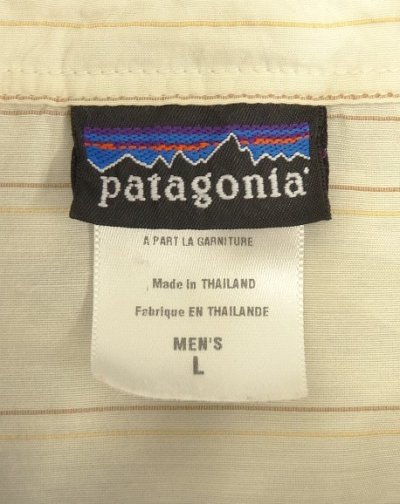 patagonia
A PART LA GARNITURE
Made in THAILAND
Fabrique EN THAILANDE
MEN'S
L